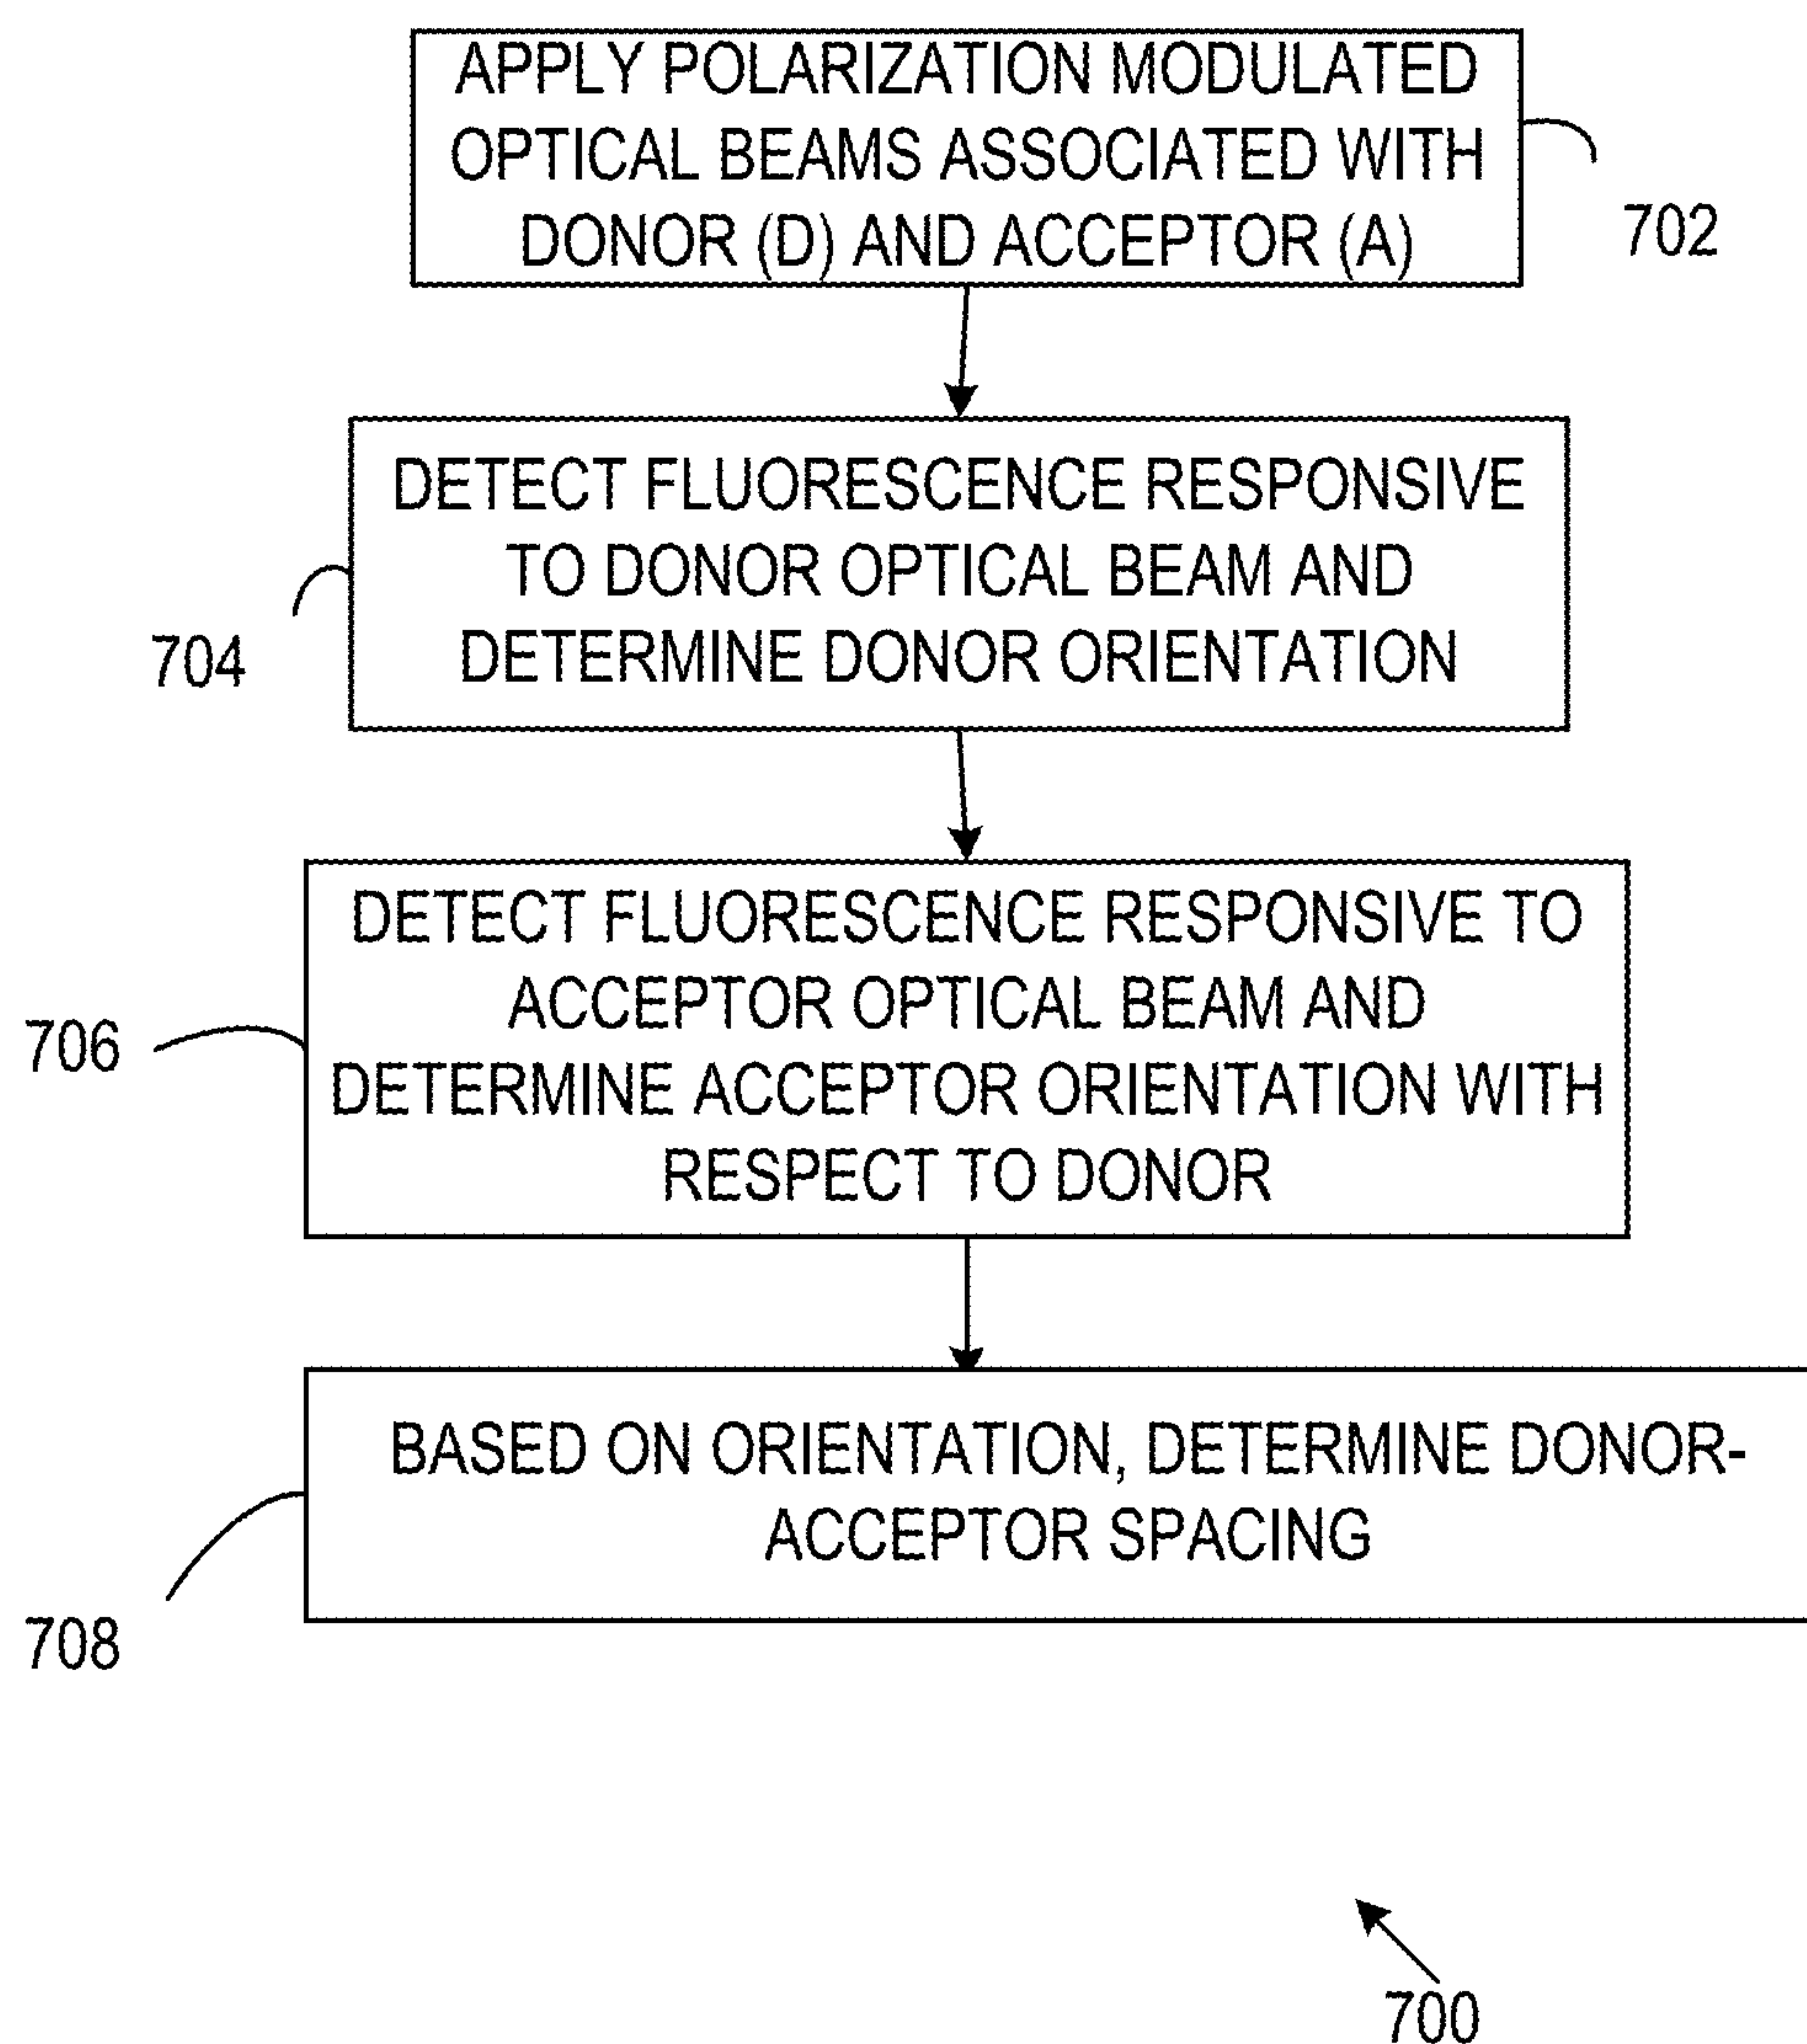 APPLY POLARIZATION MODULATED
OPTICAL BEAMS ASSOCIATED WITH
DONOR (D) AND ACCEPTOR (A)
702
DETECT FLUORESCENCE RESPONSIVE
TO DONOR OPTICAL BEAM AND
DETERMINE DONOR ORIENTATION
704
DETECT FLUORESCENCE RESPONSIVE TO
ACCEPTOR OPTICAL BEAM AND
DETERMINE ACCEPTOR ORIENTATION WITH
RESPECT TO DONOR
706
BASED ON ORIENTATION, DETERMINE DONOR-
ACCEPTOR SPACING
708
700